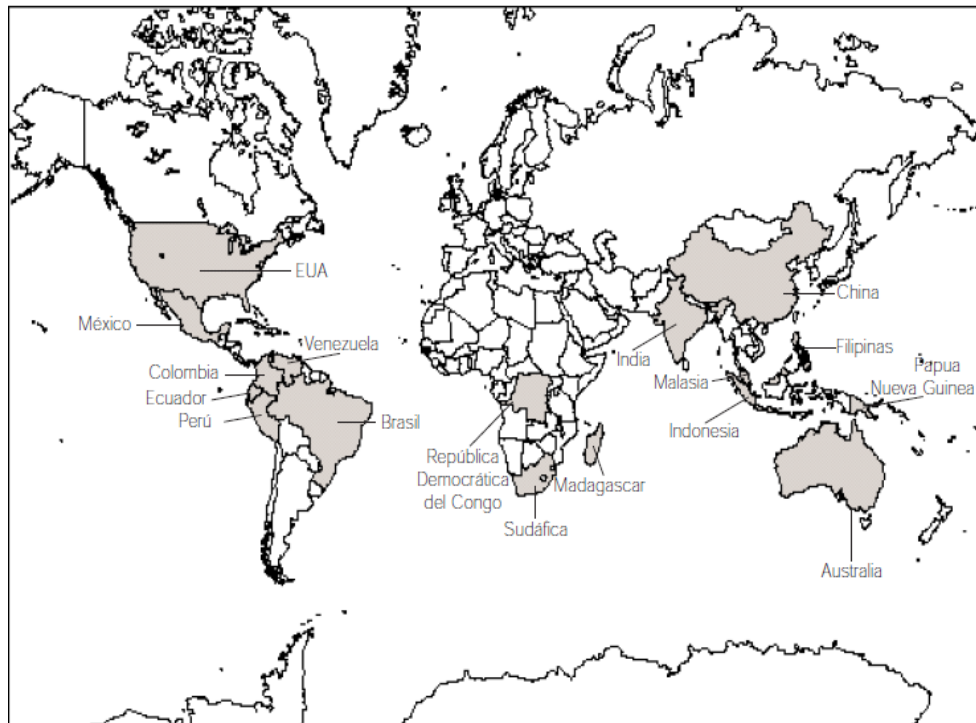 EUA
México
Venezuela
Colombia
Ecuador
Perú
Brasil
República
Democrática
del Congo
Madagascar
Sudáfica
China
India
Filipinas
Malasia
Papua
Nueva Guinea
Indonesia
Australia